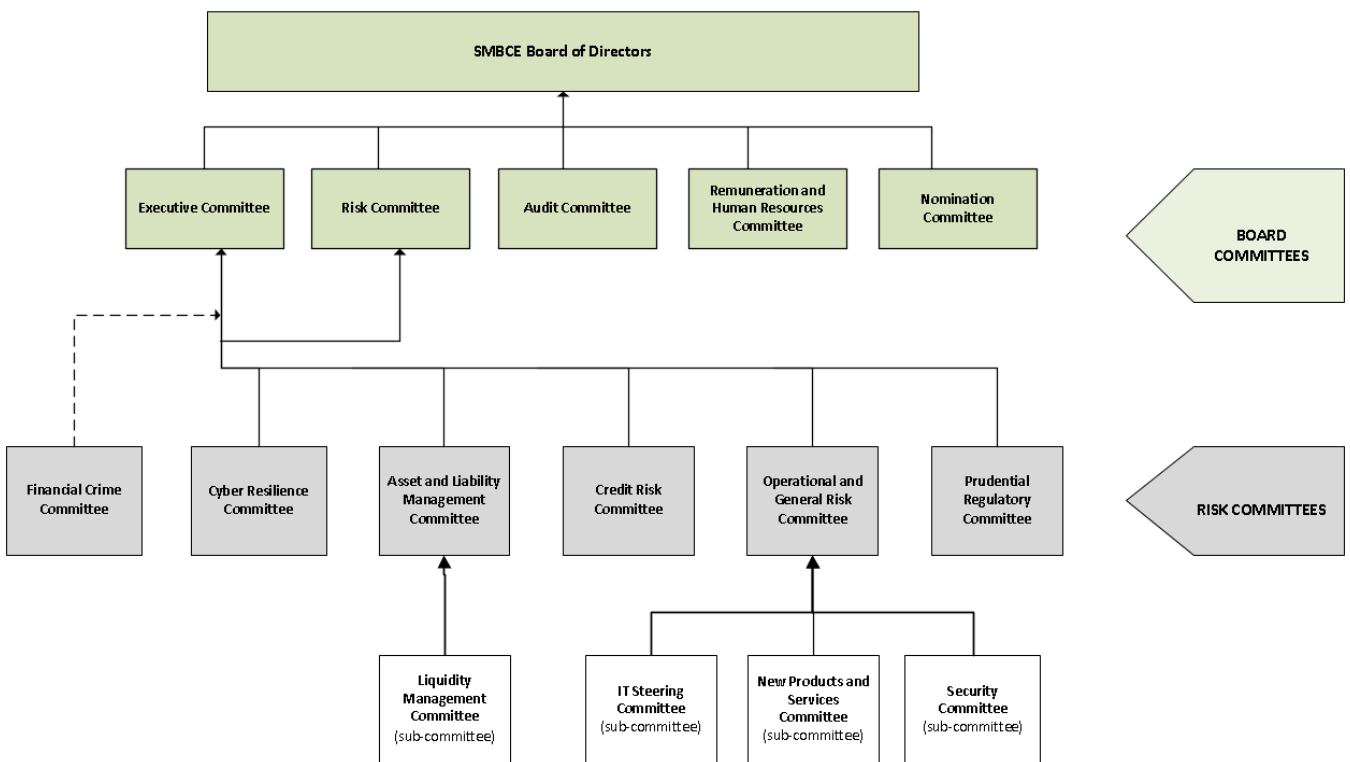 SMBCE Board of Directors
Executive Committee
Risk Committee
Audit Committee
Remuneration and
Human Resources
Committee
Nomination
Committee
BOARD
COMMITTEES
Financial Crime
Committee
Cyber Resilience
Committee
Asset and Liability
Management
Committee
Credit Risk
Committee
Operational and
General Risk
Committee
Prudential
Regulatory
Committee
RISK COMMITTEES
Liquidity
Management
Committee
(sub-committee)
IT Steering
Committee
(sub-committee)
New Products and
Services
Committee
(sub-committee)
Security
Committee
(sub-committee)